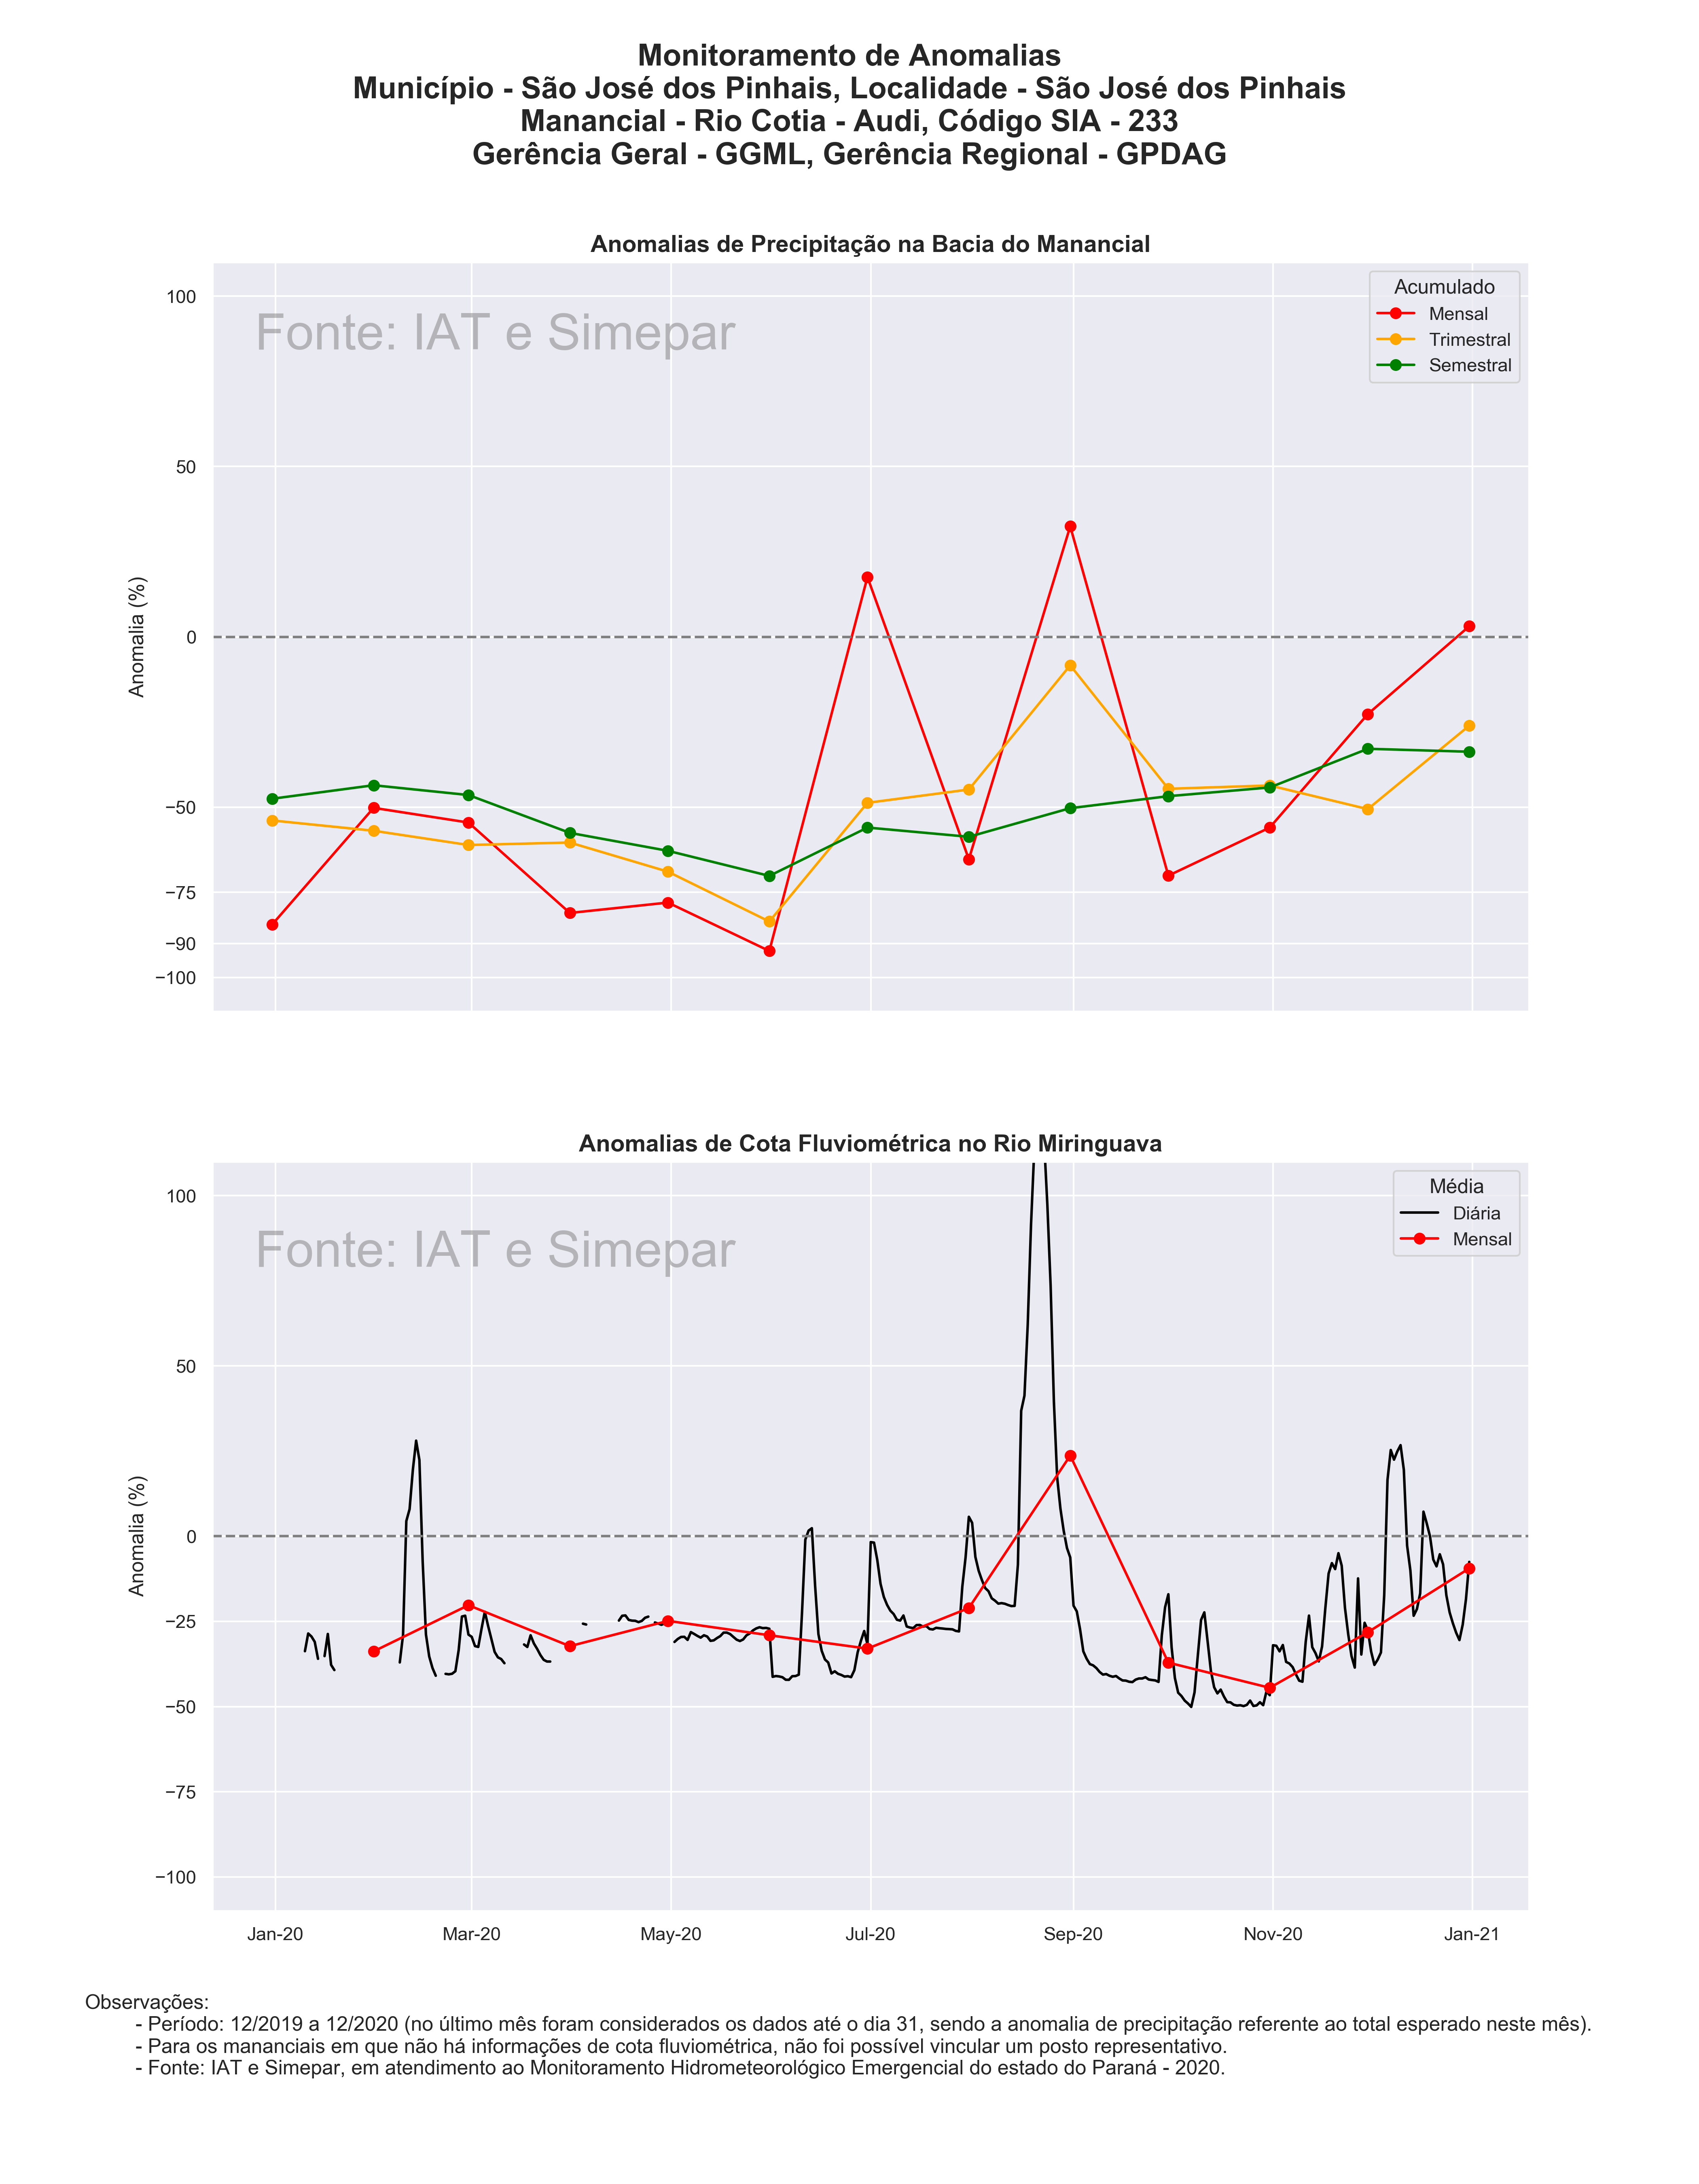 Monitoramento de Anomalias
Município - São José dos Pinhais, Localidade - São José dos Pinhais
Manancial - Rio Cotia - Audi, Código SIA - 233
Gerência Geral - GGML, Gerência Regional - GPDAG
Anomalias de Precipitação na Bacia do Manancial
Fonte: IAT e Simepar
Acumulado
Mensal
Trimestral
Semestral
Anomalia (%)
100
50
0
−50
−75
−90
−100
Anomalias de Cota Fluviométrica no Rio Miringuava
Fonte: IAT e Simepar
Média
Diária
Mensal
Anomalia (%)
100
50
0
−25
−50
−75
−100
Jan-20 Mar-20 May-20 Jul-20 Sep-20 Nov-20 Jan-21
Observações:
- Período: 12/2019 a 12/2020 (no último mês foram considerados os dados até o dia 31, sendo a anomalia de precipitação referente ao total esperado neste mês).
- Para os mananciais em que não há informações de cota fluviométrica, não foi possível vincular um posto representativo.
- Fonte: IAT e Simepar, em atendimento ao Monitoramento Hidrometeorológico Emergencial do estado do Paraná - 2020.